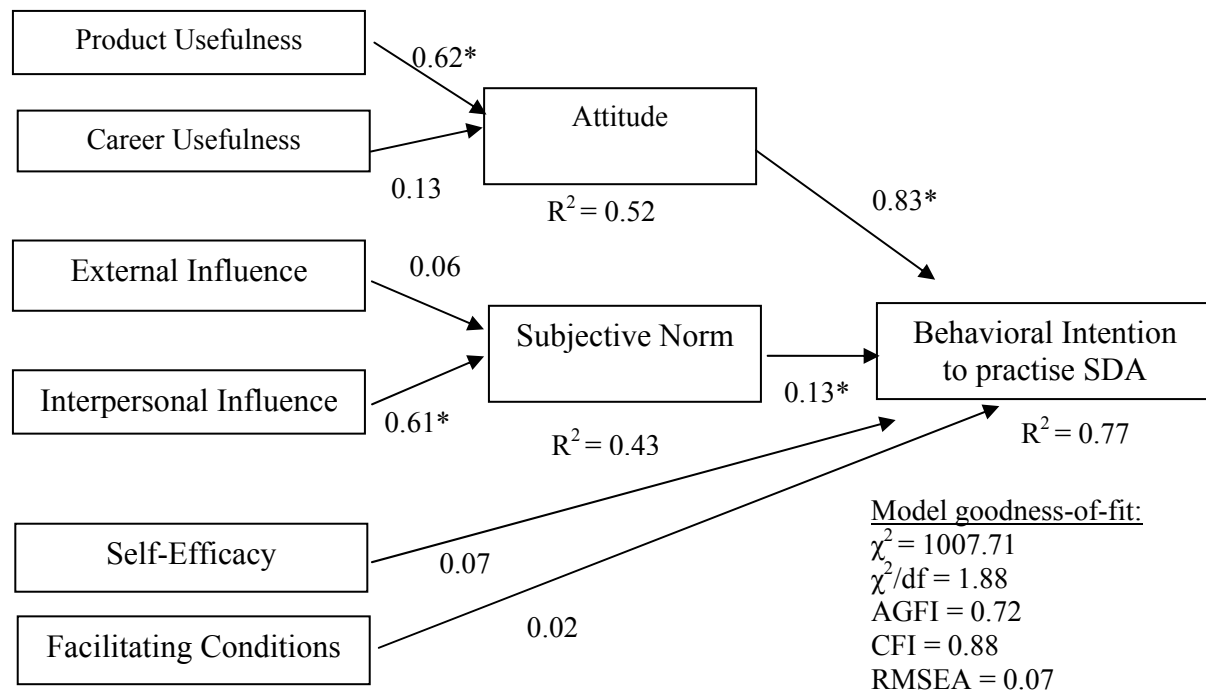 Product Usefulness
0.62*
Career Usefulness
0.13
Attitude
R² = 0.52
0.83*
External Influence
0.06
Interpersonal Influence
0.61*
Subjective Norm
R² = 0.43
0.13*
Behavioral Intention
to practise SDA
R² = 0.77
Self-Efficacy
0.07
Facilitating Conditions
0.02
Model goodness-of-fit:
χ² = 1007.71
χ²/df = 1.88
AGFI = 0.72
CFI = 0.88
RMSEA = 0.07